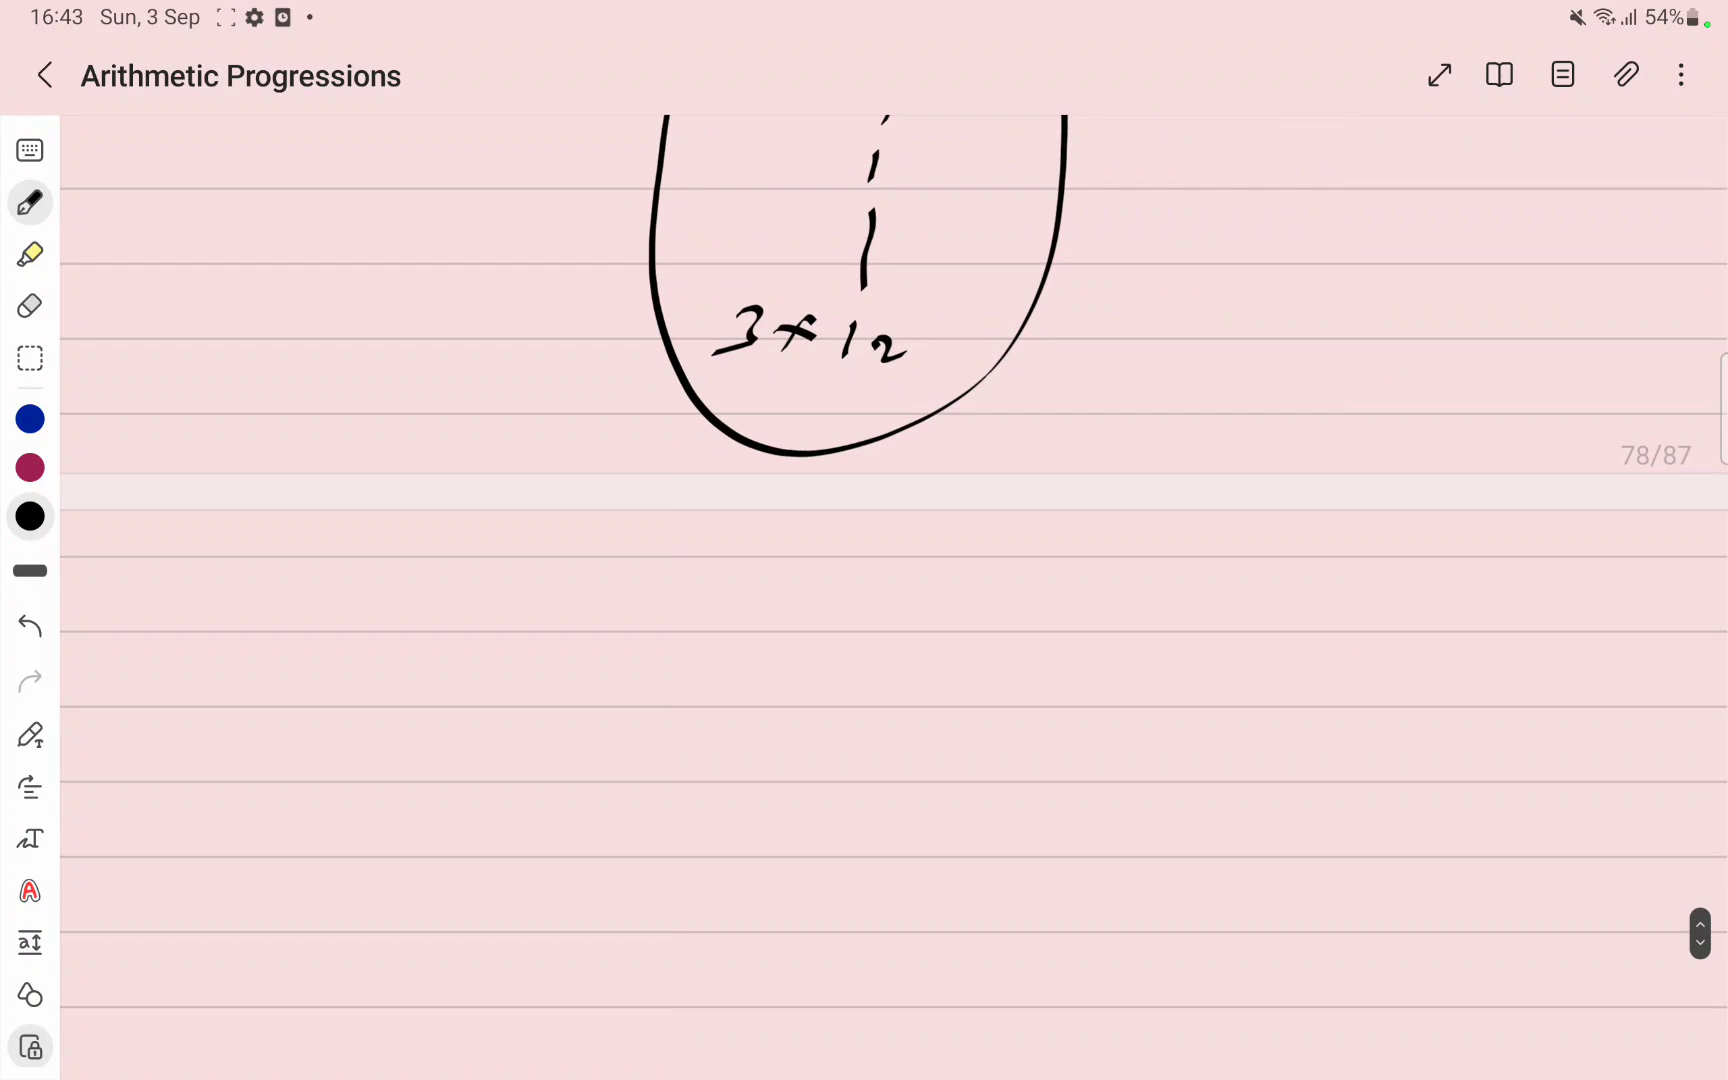 16:43 Sun, 3 Sep 54%
Arithmetic Progressions
3 × 12
78/87